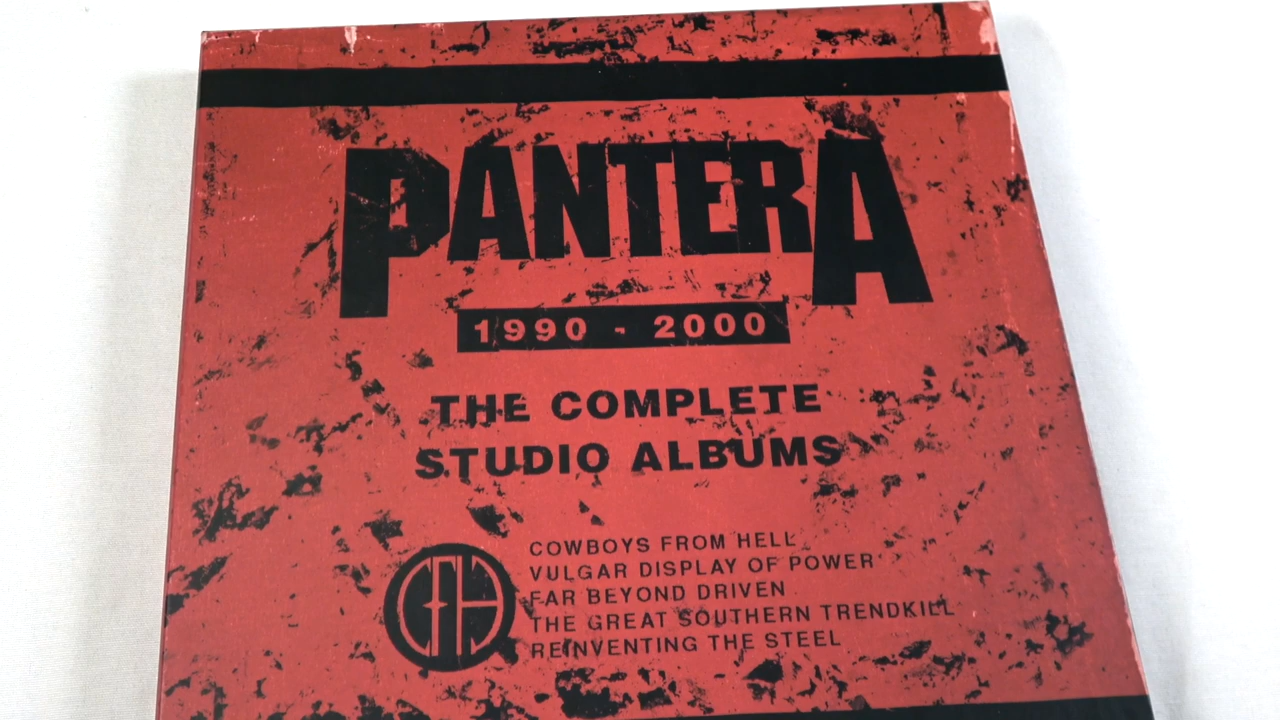 PANTERA
1990 - 2000
THE COMPLETE
STUDIO ALBUMS
CFH
COWBOYS FROM HELL
VULGAR DISPLAY OF POWER
FAR BEYOND DRIVEN
THE GREAT SOUTHERN TRENDKILL
REINVENTING THE STEEL